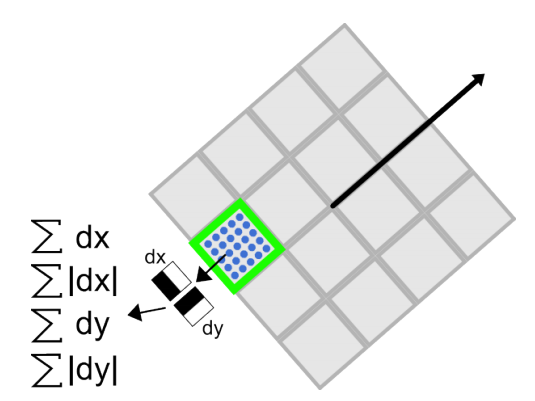 ∑ dx
∑|dx|
∑ dy
∑|dy|
dx
dy